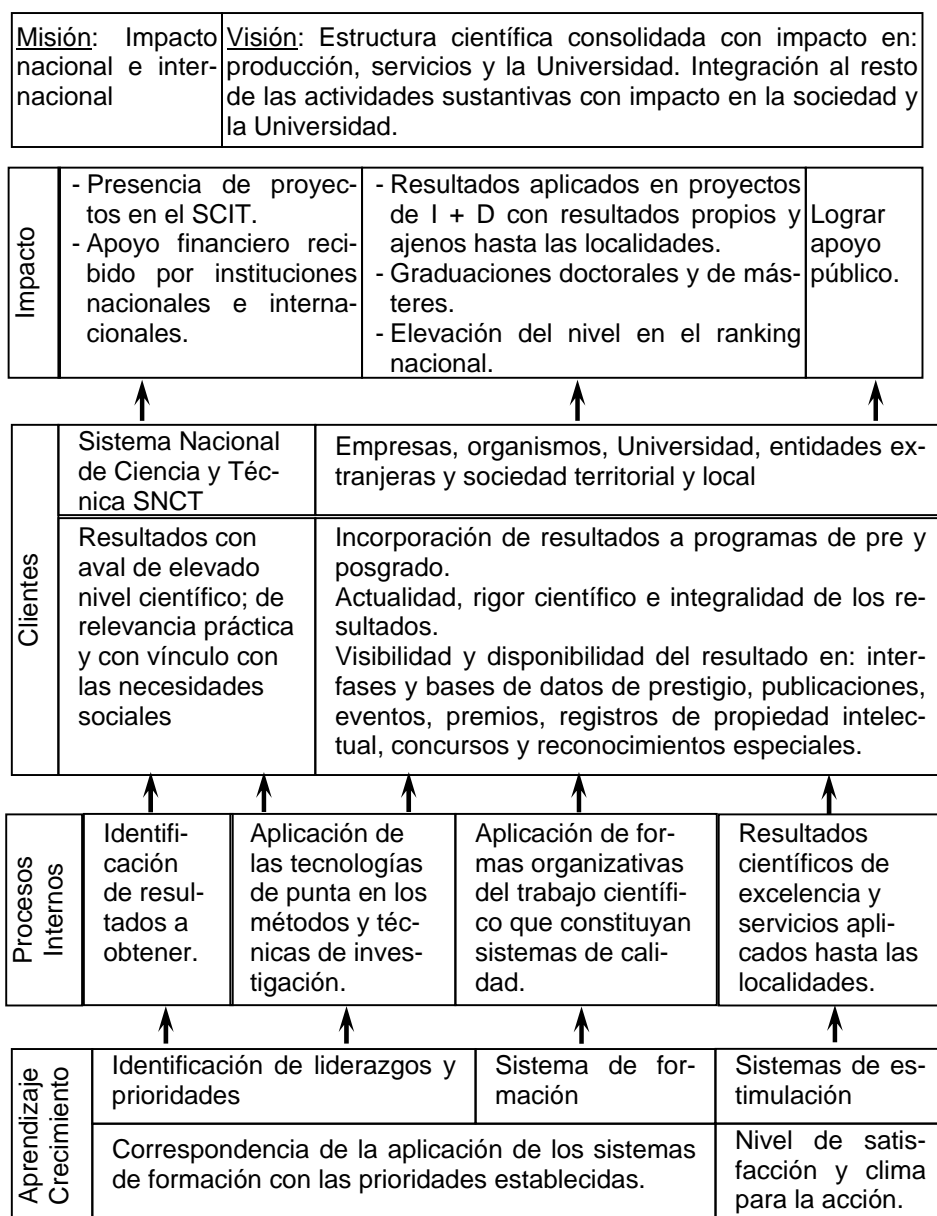 Misión: Impacto
nacional e inter-
nacional
Visión: Estructura científica consolidada con impacto en:
producción, servicios y la Universidad. Integración al resto
de las actividades sustantivas con impacto en la sociedad y
la Universidad.
Impacto
- Presencia de proyec-
tos en el SCIT.
- Apoyo financiero reci-
bido por instituciones
nacionales e interna-
cionales.
- Resultados aplicados en proyectos
de I + D con resultados propios y
ajenos hasta las localidades.
- Graduaciones doctorales y de más-
teres.
- Elevación del nivel en el ranking
nacional.
Lograr
apoyo
público.
Clientes
Sistema Nacional
de Ciencia y Téc-
nica SNCT
Empresas, organismos, Universidad, entidades ex-
tranjeras y sociedad territorial y local
Resultados con
aval de elevado
nivel científico; de
relevancia práctica
y con vínculo con
las necesidades
sociales
Incorporación de resultados a programas de pre y
posgrado.
Actualidad, rigor científico e integralidad de los re-
sultados.
Visibilidad y disponibilidad del resultado en: inter-
fases y bases de datos de prestigio, publicaciones,
eventos, premios, registros de propiedad intelec-
tual, concursos y reconocimientos especiales.
Procesos
Internos
Identifi-
cación
de resul-
tados a
obtener.
Aplicación de
las tecnologías
de punta en los
métodos y téc-
nicas de inves-
tigación.
Aplicación de for-
mas organizativas
del trabajo científi-
co que constituyan
sistemas de cali-
dad.
Resultados
científicos de
excelencia y
servicios apli-
cados hasta las
localidades.
Aprendizaje
Crecimiento
Identificación de liderazgos y
prioridades
Sistema de for-
mación
Sistemas de es-
timulación
Correspondencia de la aplicación de los sistemas
de formación con las prioridades establecidas.
Nivel de satis-
facción y clima
para la acción.